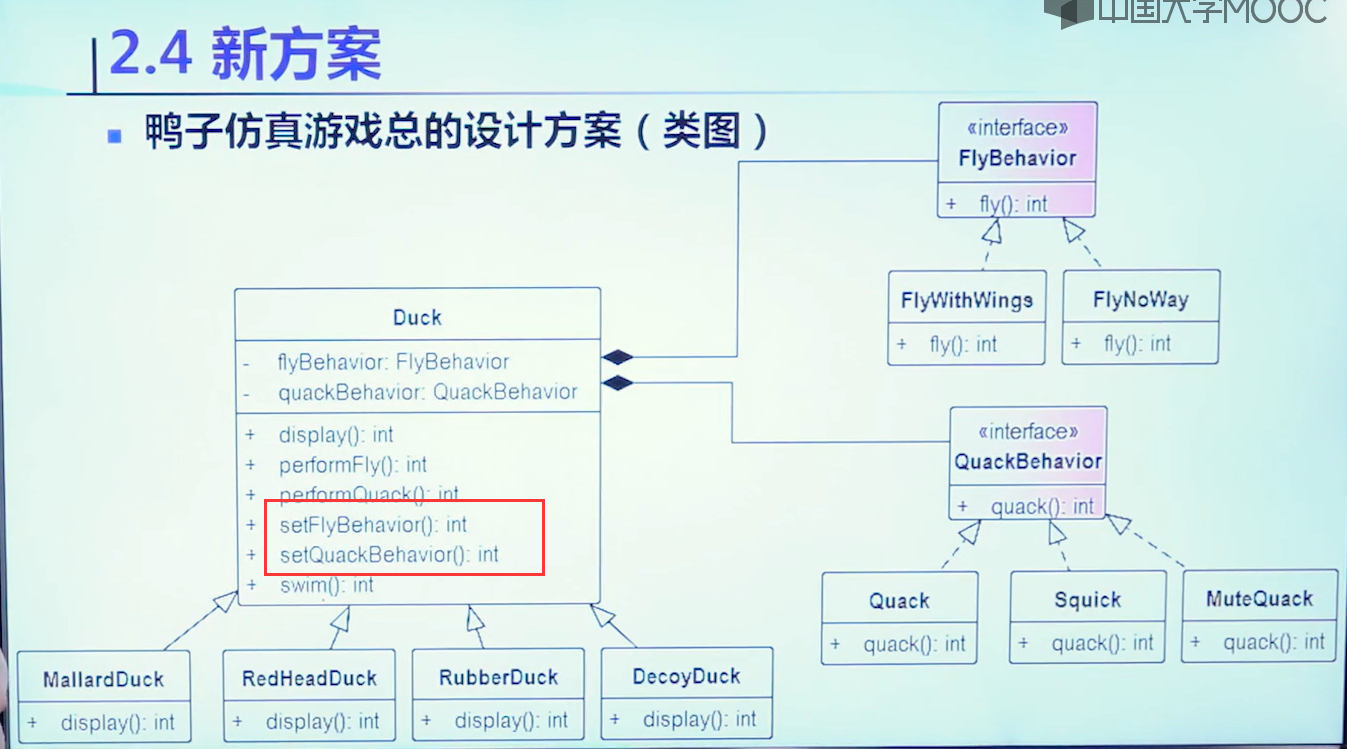 中国大学MOOC
2.4 新方案
鸭子仿真游戏总的设计方案（类图）
«interface»
FlyBehavior
+ fly(): int
FlyWithWings
+ fly(): int
FlyNoWay
+ fly(): int
Duck
- flyBehavior: FlyBehavior
- quackBehavior: QuackBehavior
+ display(): int
+ performFly(): int
+ performQuack(): int
+ setFlyBehavior(): int
+ setQuackBehavior(): int
+ swim(): int
«interface»
QuackBehavior
+ quack(): int
Quack
+ quack(): int
Squick
+ quack(): int
MuteQuack
+ quack(): int
MallardDuck
+ display(): int
RedHeadDuck
+ display(): int
RubberDuck
+ display(): int
DecoyDuck
+ display(): int